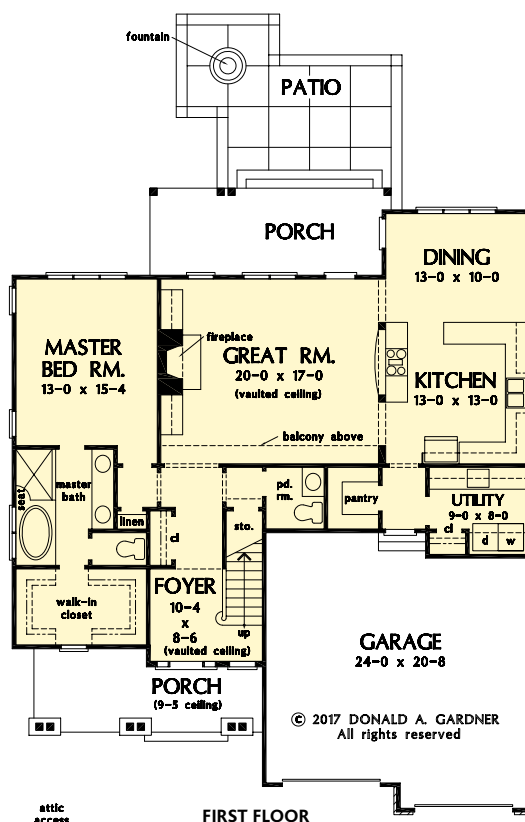 fountain
PATIO
PORCH
DINING
13-0 x 10-0
MASTER
BED RM.
13-0 x 15-4
fireplace
GREAT RM.
20-0 x 17-0
(vaulted ceiling)
KITCHEN
13-0 x 13-0
balcony above
seat
master
bath
linen
cl
sto.
pd.
rm.
pantry
UTILITY
9-0 x 8-0
cl
d
w
walk-in
closet
FOYER
10-4
x
8-6
(vaulted ceiling)
up
GARAGE
24-0 x 20-8
PORCH
(9-5 ceiling)
© 2017 DONALD A. GARDNER
All rights reserved
attic
access
FIRST FLOOR